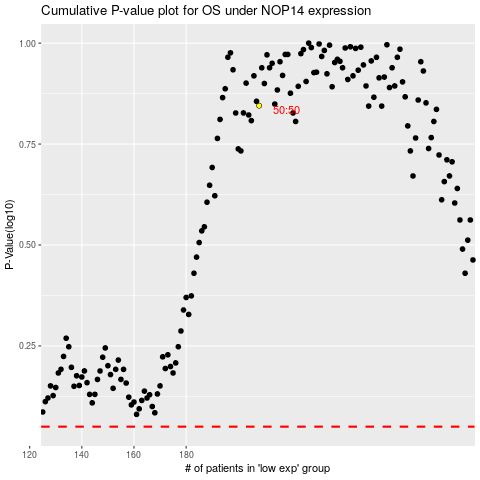 Cumulative P-value plot for OS under NOP14 expression
P-Value(log10)
1.00
0.75
0.50
0.25
50:50
120 140 160 180
# of patients in 'low exp' group